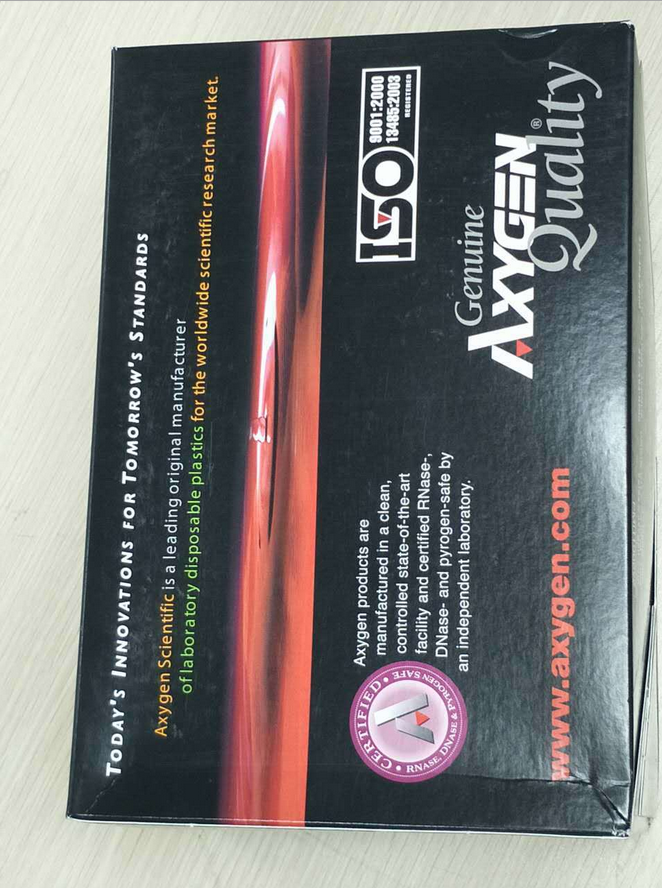 TODAY'S INNOVATIONS FOR TOMORROW'S STANDARDS
Axygen Scientific is a leading original manufacturer
of laboratory disposable plastics for the worldwide scientific research market.
ISO
9001:2000
13485:2003
REGISTERED
Genuine
AXYGEN®
Quality
Axygen products are
manufactured in a clean,
controlled state-of-the-art
facility and certified RNase-,
DNase- and pyrogen-safe by
an independent laboratory.
CERTIFIED
RNASE, DNASE & PYROGEN SAFE
www.axygen.com